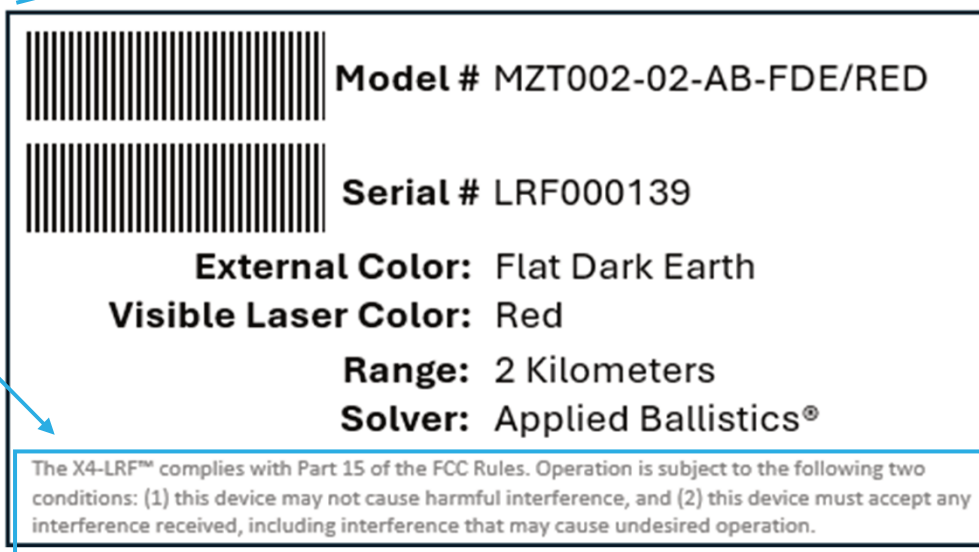 Model # MZT002-02-AB-FDE/RED
Serial # LRF000139
External Color: Flat Dark Earth
Visible Laser Color: Red
Range: 2 Kilometers
Solver: Applied Ballistics®
The X4-LRF™ complies with Part 15 of the FCC Rules. Operation is subject to the following two
conditions: (1) this device may not cause harmful interference, and (2) this device must accept any
interference received, including interference that may cause undesired operation.